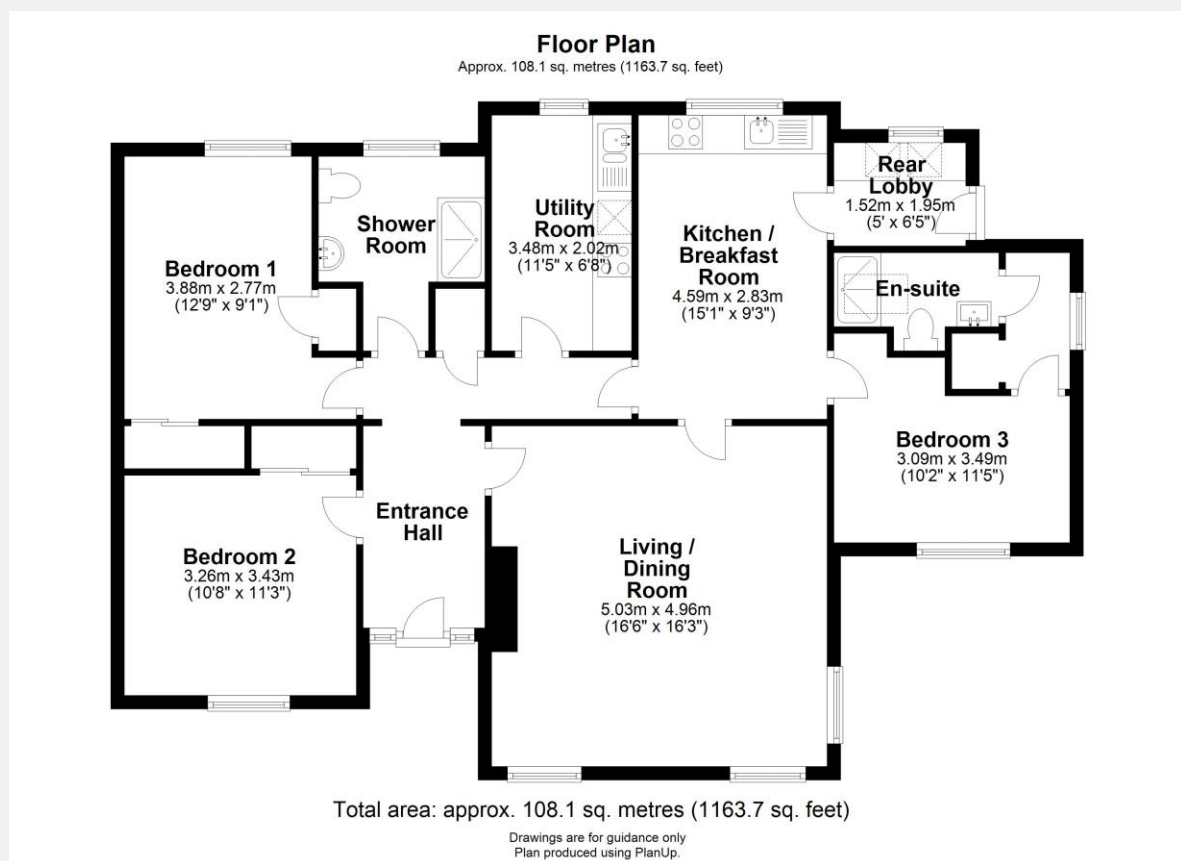 Floor Plan
Approx. 108.1 sq. metres (1163.7 sq. feet)
Rear
Lobby
1.52m x 1.95m
(5' x 6'5")
Shower
Room
Utility
Room
3.48m x 2.02m
(11'5" x 6'8")
Kitchen /
Breakfast
Room
4.59m x 2.83m
(15'1" x 9'3")
Bedroom 1
3.88m x 2.77m
(12'9" x 9'1")
En-suite
Bedroom 3
3.09m x 3.49m
(10'2" x 11'5")
Entrance
Hall
Bedroom 2
3.26m x 3.43m
(10'8" x 11'3")
Living /
Dining
Room
5.03m x 4.96m
(16'6" x 16'3")
Total area: approx. 108.1 sq. metres (1163.7 sq. feet)
Drawings are for guidance only
Plan produced using PlanUp.